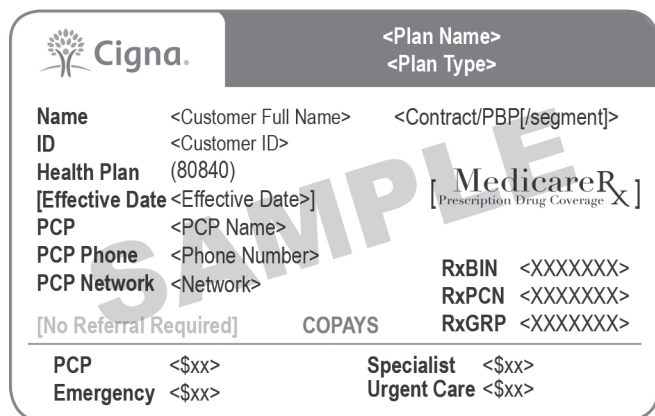 Cigna.
<Plan Name>
<Plan Type>
Name <Customer Full Name> <Contract/PBP[/segment]>
ID <Customer ID>
Health Plan (80840)
[Effective Date <Effective Date>]
[MedicareRx
Prescription Drug Coverage]
PCP <PCP Name>
PCP Phone <Phone Number>
PCP Network <Network>
RxBIN <XXXXXXX>
RxPCN <XXXXXXX>
RxGRP <XXXXXXX>
SAMPLE
[No Referral Required] COPAYS
PCP <$xx> Specialist <$xx>
Emergency <$xx> Urgent Care <$xx>